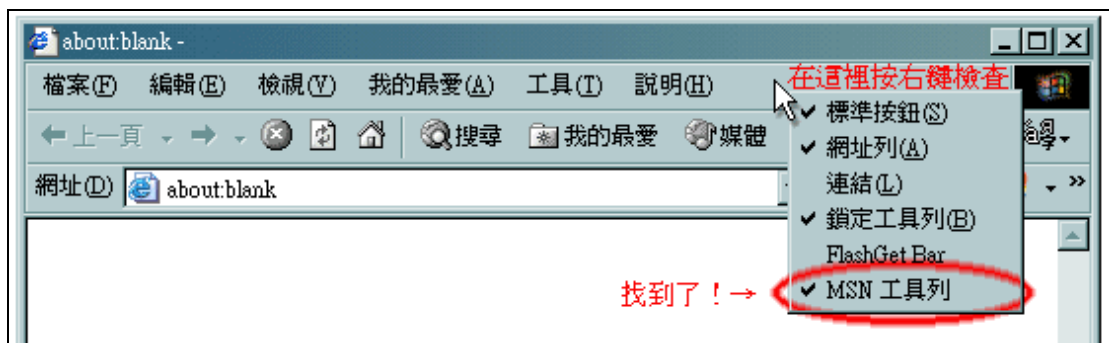 about:blank -
檔案(F) 編輯(E) 檢視(V) 我的最愛(A) 工具(T) 說明(H)
在這裡按右鍵檢查
上一頁 搜尋 我的最愛 媒體
網址(D) about:blank
標準按鈕(S)
網址列(A)
連結(L)
鎖定工具列(B)
FlashGet Bar
MSN 工具列
找到了！→